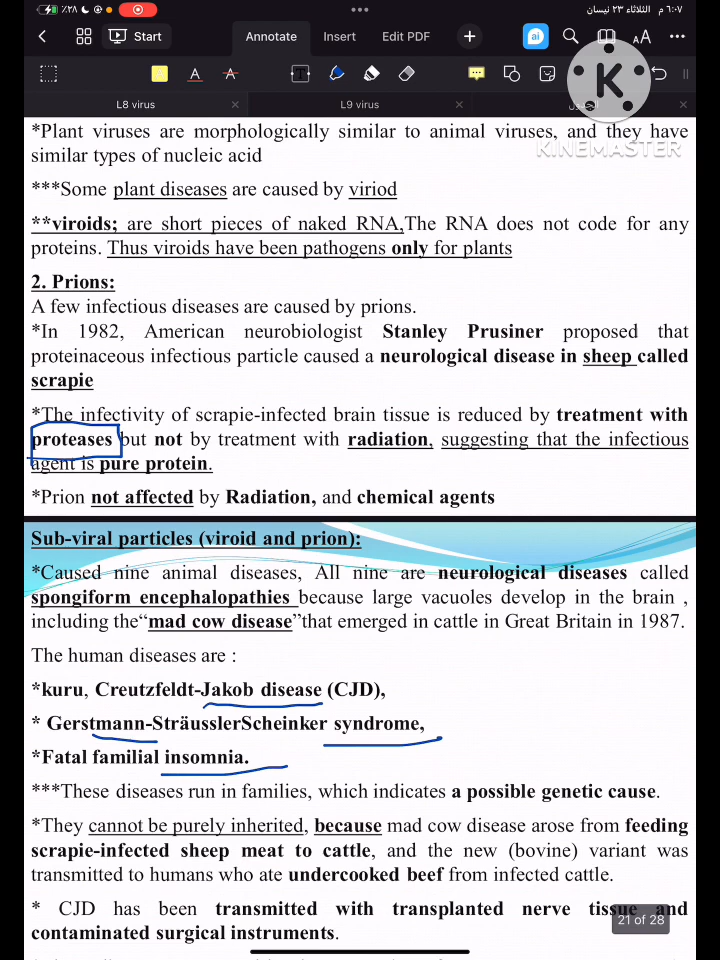 ٦:٠٧ م الثلاثاء ٢٣ نيسان
٪٢٨
Start
Annotate
Insert
Edit PDF
ai
AA
T
A
A
K
KINEMASTER
L8 virus
L9 virus
الجدول
*Plant viruses are morphologically similar to animal viruses, and they have
similar types of nucleic acid
***Some plant diseases are caused by viriod
**viroids; are short pieces of naked RNA,The RNA does not code for any
proteins. Thus viroids have been pathogens only for plants
2. Prions:
A few infectious diseases are caused by prions.
*In 1982, American neurobiologist Stanley Prusiner proposed that
proteinaceous infectious particle caused a neurological disease in sheep called
scrapie
*The infectivity of scrapie-infected brain tissue is reduced by treatment with
proteases but not by treatment with radiation, suggesting that the infectious
agent is pure protein.
*Prion not affected by Radiation, and chemical agents
Sub-viral particles (viroid and prion):
*Caused nine animal diseases, All nine are neurological diseases called
spongiform encephalopathies because large vacuoles develop in the brain ,
including the“mad cow disease”that emerged in cattle in Great Britain in 1987.
The human diseases are :
*kuru, Creutzfeldt-Jakob disease (CJD),
* Gerstmann-SträusslerScheinker syndrome,
*Fatal familial insomnia.
***These diseases run in families, which indicates a possible genetic cause.
*They cannot be purely inherited, because mad cow disease arose from feeding
scrapie-infected sheep meat to cattle, and the new (bovine) variant was
transmitted to humans who ate undercooked beef from infected cattle.
* CJD has been transmitted with transplanted nerve tissue and
contaminated surgical instruments.
21 of 28